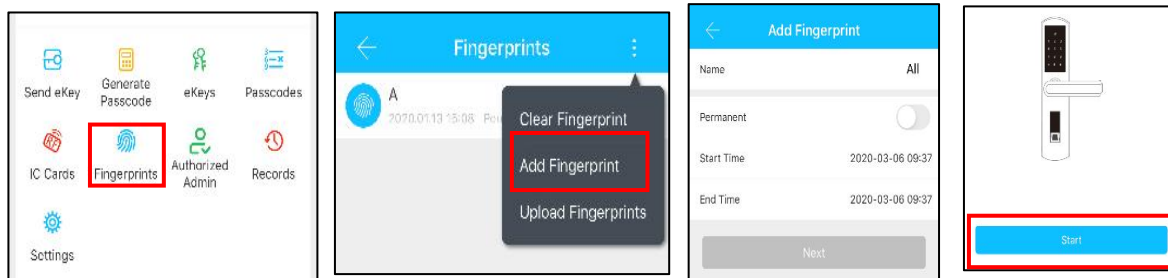 Send eKey
Generate
Passcode
eKeys
Passcodes
IC Cards
Fingerprints
Authorized
Admin
Records
Settings
Fingerprints
A
2020.01.13 15:08
Clear Fingerprint
Add Fingerprint
Upload Fingerprints
Add Fingerprint
Name
All
Permanent
Start Time
2020-03-06 09:37
End Time
2020-03-06 09:37
Next
Start